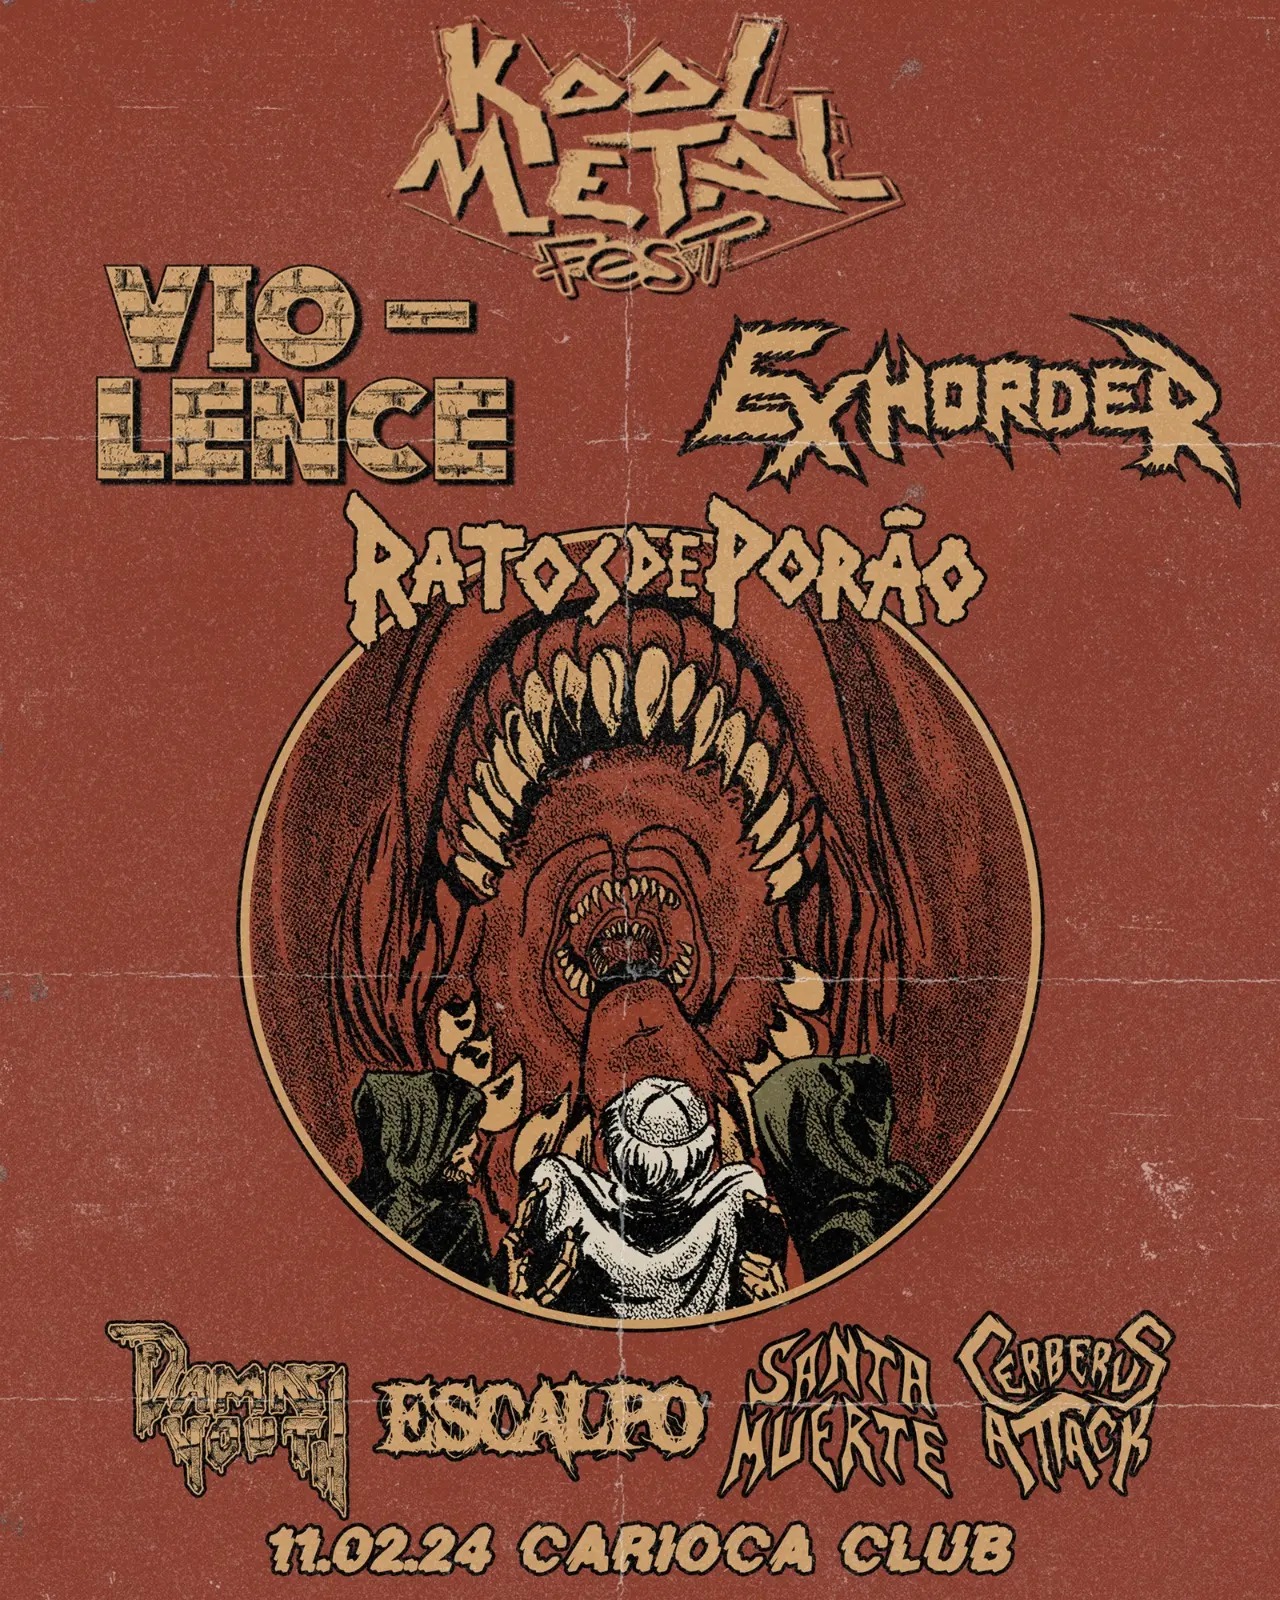 KOOL
METAL
FEST
VIO-
LENCE
EXHORDER
RATOS DE PORÃO
DAMN
YOUTH
ESCALPO
SANTA
MUERTE
CERBERUS
ATTACK
11.02.24 CARIOCA CLUB